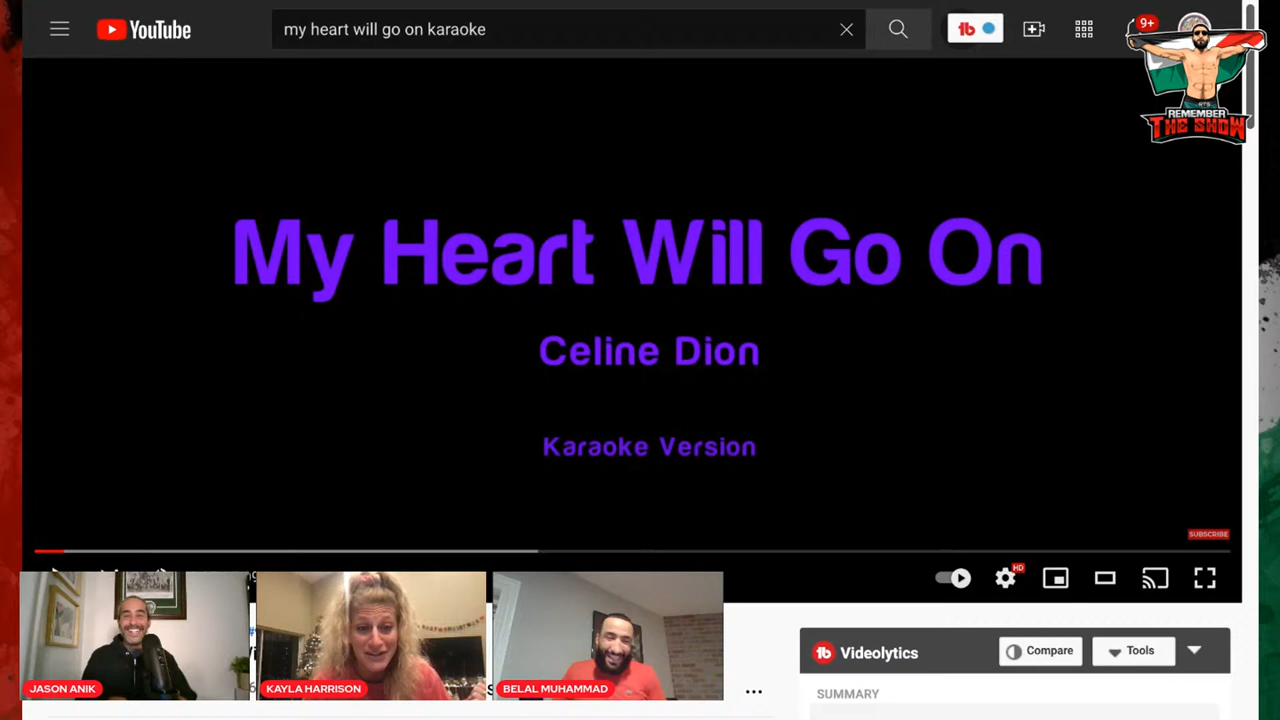 YouTube
my heart will go on karaoke
9+
RTS
REMEMBER
THE SHOW
My Heart Will Go On
Celine Dion
Karaoke Version
SUBSCRIBE
HD
JASON ANIK
KAYLA HARRISON
BELAL MUHAMMAD
Videolytics
Compare
Tools
SUMMARY